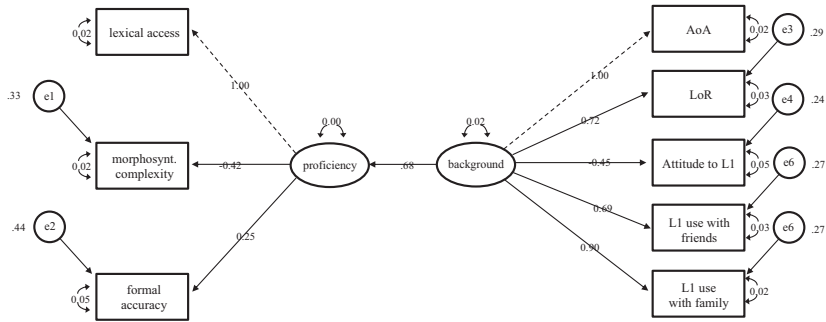 0.02
lexical access
1.00
.33
e1
0.02
morphosynt.
complexity
-0.42
.44
e2
0.05
formal
accuracy
0.25
0.00
proficiency
.68
0.02
background
1.00
AoA
0.02
e3
.29
0.72
LoR
0.03
e4
.24
-0.45
Attitude to L1
0.05
e6
.27
0.69
L1 use with
friends
0.03
e6
.27
0.90
L1 use
with family
0.02